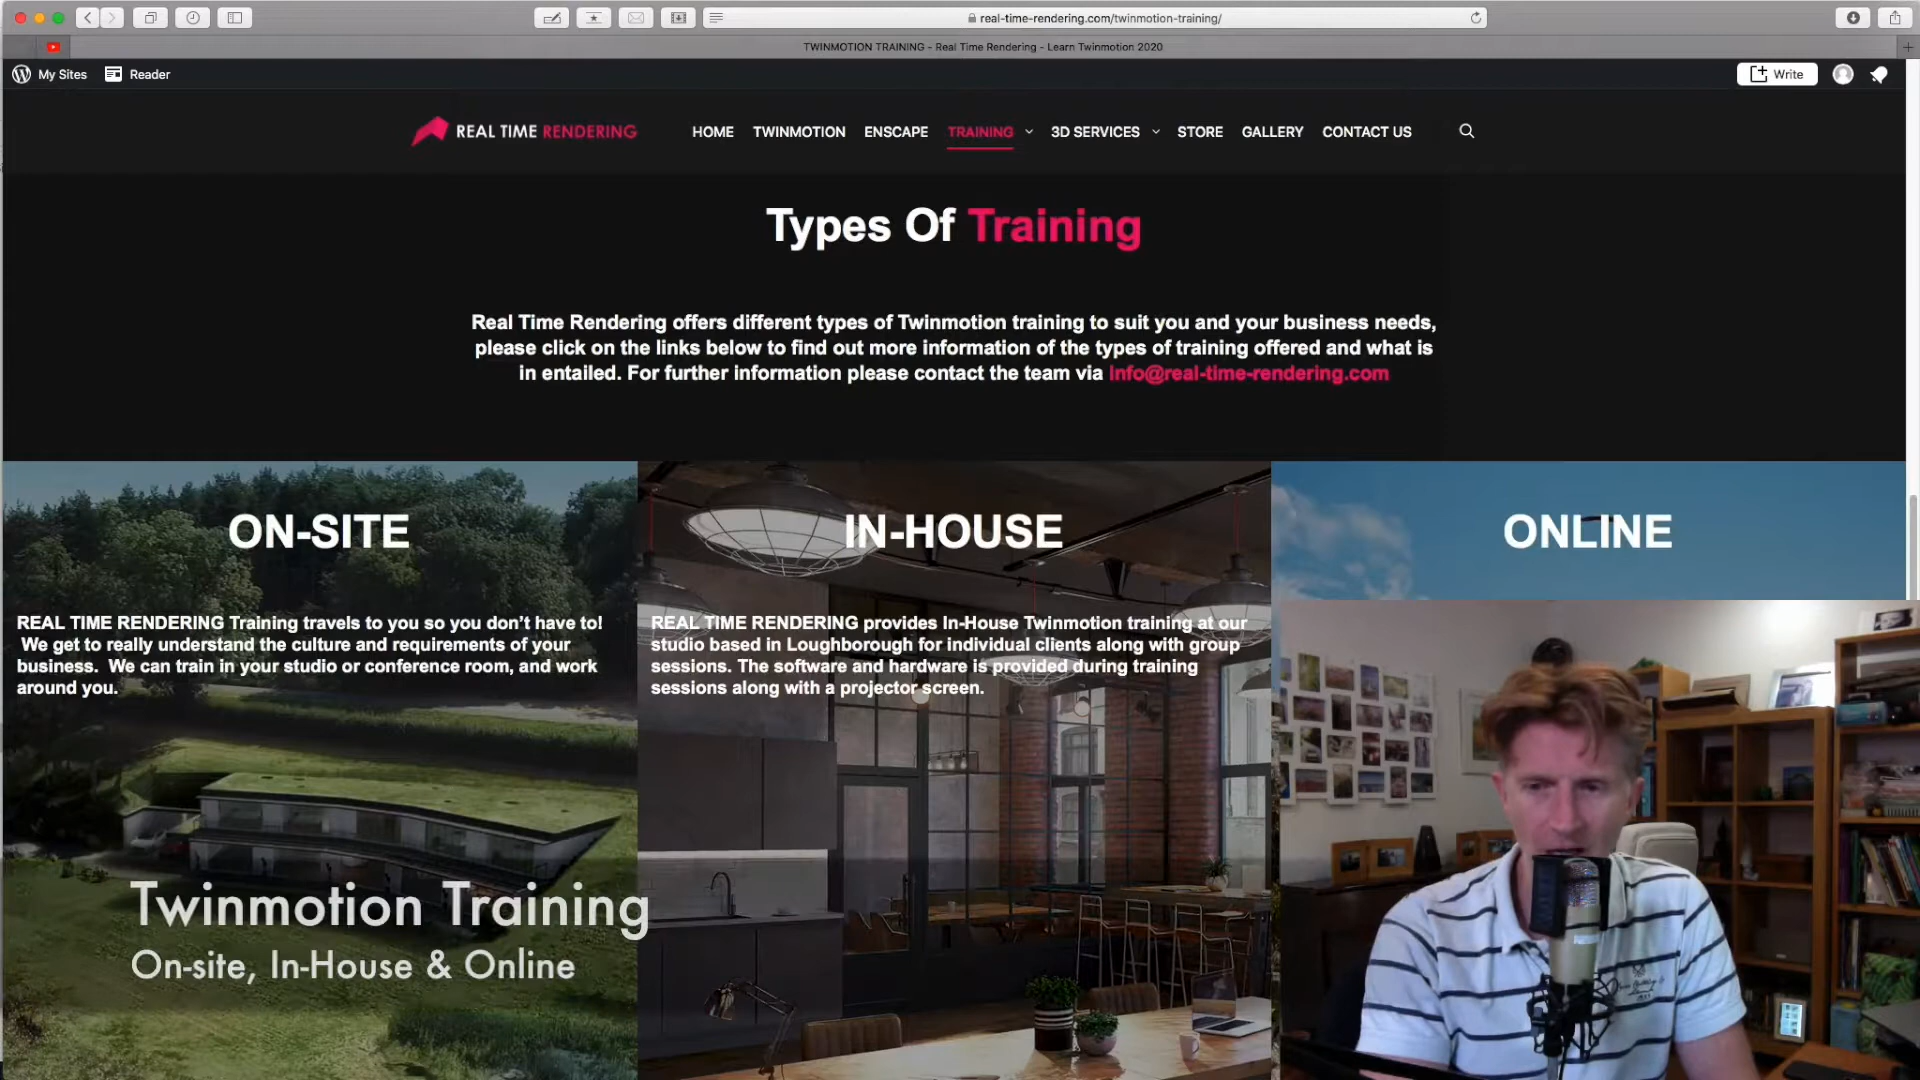 real-time-rendering.com/twinmotion-training/
TWINMOTION TRAINING – Real Time Rendering - Learn Twinmotion 2020
My Sites
Reader
Write
REAL TIME RENDERING
HOME
TWINMOTION
ENSCAPE
TRAINING
3D SERVICES
STORE
GALLERY
CONTACT US
Types Of Training
Real Time Rendering offers different types of Twinmotion training to suit you and your business needs,
please click on the links below to find out more information of the types of training offered and what is
in entailed. For further information please contact the team via info@real-time-rendering.com
ON-SITE
REAL TIME RENDERING Training travels to you so you don’t have to!
We get to really understand the culture and requirements of your
business. We can train in your studio or conference room, and work
around you.
IN-HOUSE
REAL TIME RENDERING provides In-House Twinmotion training at our
studio based in Loughborough for individual clients along with group
sessions. The software and hardware is provided during training
sessions along with a projector screen.
ONLINE
Twinmotion Training
On-site, In-House & Online